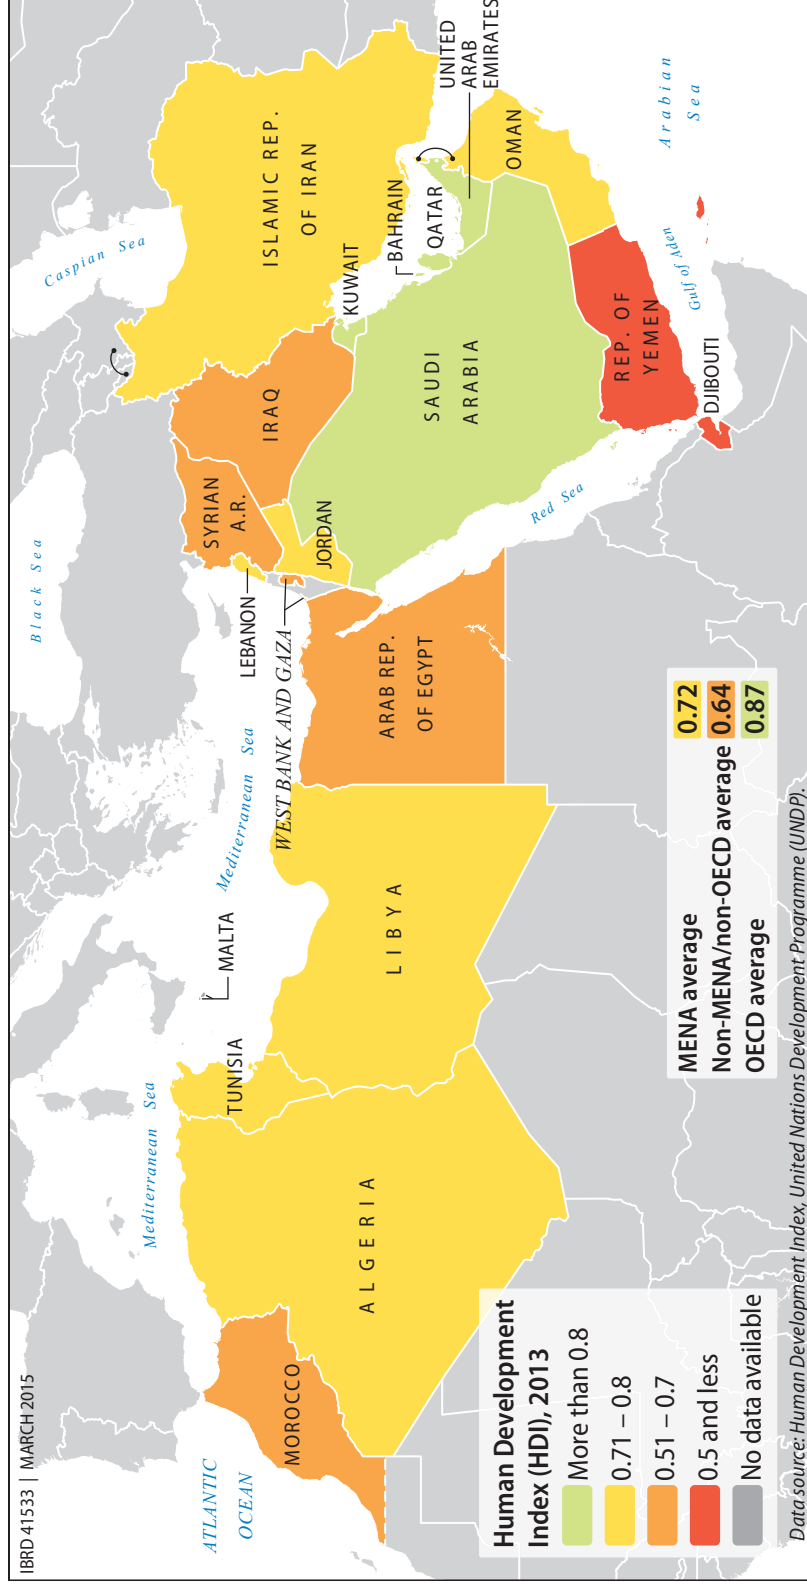 IBRD 41533 | MARCH 2015
ATLANTIC
OCEAN
Mediterranean Sea
Mediterranean Sea
Black Sea
Caspian Sea
Red Sea
Gulf of Aden
Arabian
Sea
MOROCCO
ALGERIA
TUNISIA
MALTA
LIBYA
ARAB REP.
OF EGYPT
WEST BANK AND GAZA
LEBANON
SYRIAN
A.R.
JORDAN
IRAQ
ISLAMIC REP.
OF IRAN
KUWAIT
BAHRAIN
QATAR
UNITED
ARAB
EMIRATES
OMAN
SAUDI
ARABIA
REP. OF
YEMEN
DJIBOUTI
Human Development
Index (HDI), 2013
More than 0.8
0.71 – 0.8
0.51 – 0.7
0.5 and less
No data available
MENA average 0.72
Non-MENA/non-OECD average 0.64
OECD average 0.87
Data source: Human Development Index, United Nations Development Programme (UNDP).